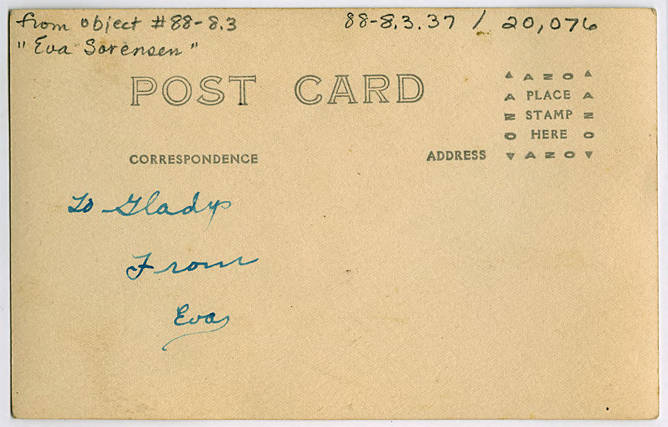 from object #88-8.3
88-8.3.37 / 20,076
"Eva Sorensen"
POST CARD
CORRESPONDENCE
ADDRESS
AZO
A PLACE A
N STAMP N
O HERE O
AZO
To Gladys
From
Eva